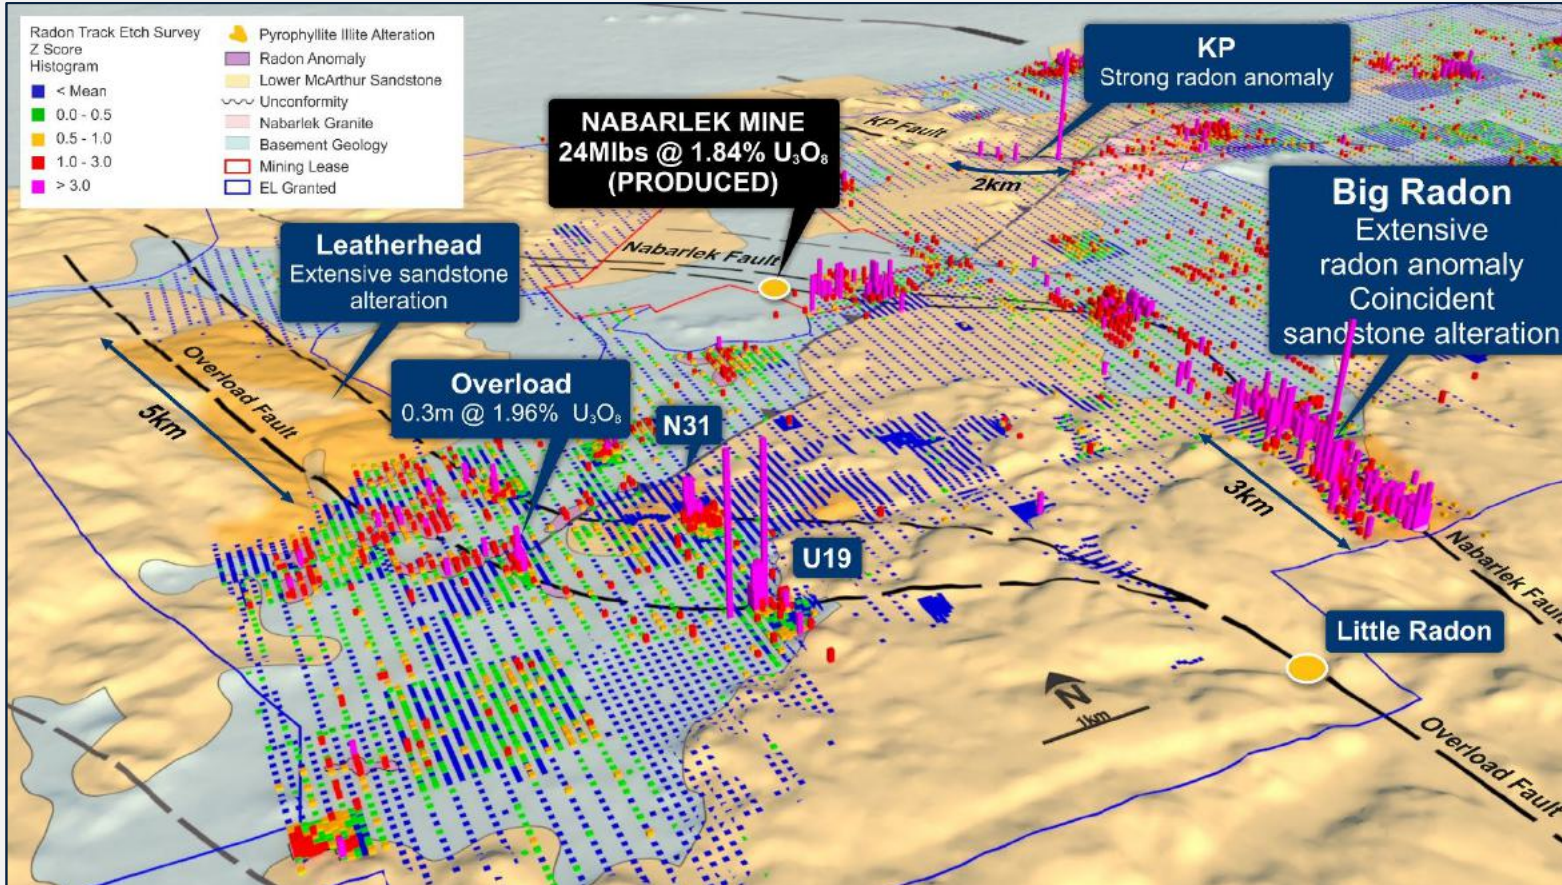 Radon Track Etch Survey
Z Score
Histogram
< Mean
0.0 - 0.5
0.5 - 1.0
1.0 - 3.0
> 3.0
Pyrophyllite Illite Alteration
Radon Anomaly
Lower McArthur Sandstone
Unconformity
Nabarlek Granite
Basement Geology
Mining Lease
EL Granted
KP
Strong radon anomaly
NABARLEK MINE
24Mlbs @ 1.84% U₃O₈
(PRODUCED)
KP Fault
2km
Big Radon
Extensive
radon anomaly
Coincident
sandstone alteration
Leatherhead
Extensive sandstone
alteration
Nabarlek Fault
Overload Fault
5km
Overload
0.3m @ 1.96% U₃O₈
N31
U19
3km
Nabarlek Fault
Little Radon
N
1km
Overload Fault